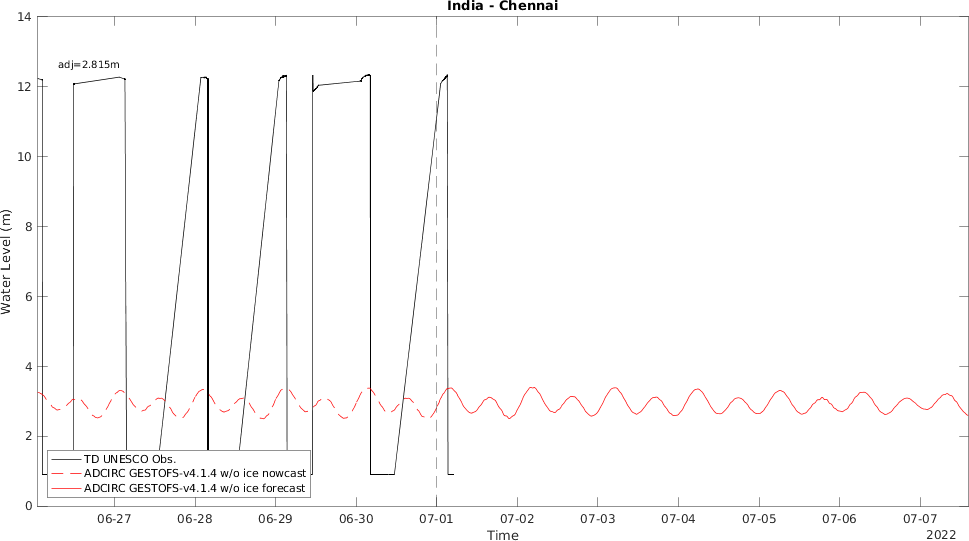 India - Chennai
adj=2.815m
14
12
10
8
6
4
2
0
Water Level (m)
TD UNESCO Obs.
ADCIRC GESTOFS-v4.1.4 w/o ice nowcast
ADCIRC GESTOFS-v4.1.4 w/o ice forecast
06-27 06-28 06-29 06-30 07-01 07-02 07-03 07-04 07-05 07-06 07-07
Time
2022